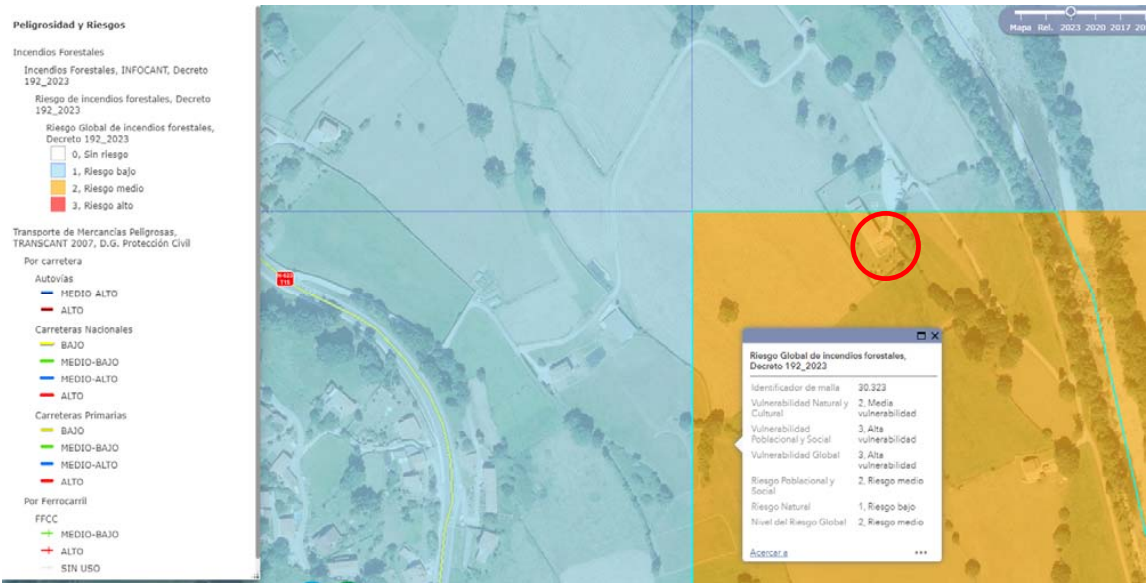 Peligrosidad y Riesgos
Incendios Forestales
Incendios Forestales, INFOCANT, Decreto
192_2023
Riesgo de incendios forestales, Decreto
192_2023
Riesgo Global de incendios forestales,
Decreto 192_2023
0, Sin riesgo
1, Riesgo bajo
2, Riesgo medio
3, Riesgo alto
Transporte de Mercancías Peligrosas,
TRANSCANT 2007, D.G. Protección Civil
Por carretera
Autovías
MEDIO ALTO
ALTO
Carreteras Nacionales
BAJO
MEDIO-BAJO
MEDIO-ALTO
ALTO
Carreteras Primarias
BAJO
MEDIO-BAJO
MEDIO-ALTO
ALTO
Por Ferrocarril
FFCC
MEDIO-BAJO
ALTO
SIN USO
Mapa Rel. 2023 2020 2017
N-623
Riesgo Global de incendios forestales,
Decreto 192_2023
Identificador de malla 30.323
Vulnerabilidad Natural y 2, Media
Cultural vulnerabilidad
Vulnerabilidad 3, Alta
Poblacional y Social vulnerabilidad
Vulnerabilidad Global 3, Alta
vulnerabilidad
Riesgo Poblacional y 2, Riesgo medio
Social
Riesgo Natural 1, Riesgo bajo
Nivel del Riesgo Global 2, Riesgo medio
Acercar a